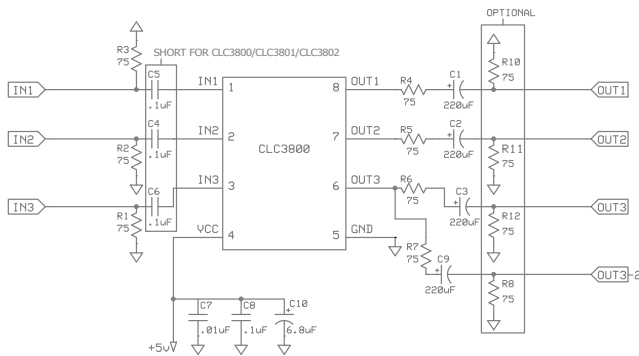 OPTIONAL
R3
75
SHORT FOR CLC3800/CLC3801/CLC3802
R10
75
C5
IN1
.1uF
IN1
1
8
OUT1
R4
75
C1
220uF
OUT1
C4
IN2
R2
75
.1uF
IN2
2
7
OUT2
R5
75
C2
220uF
R11
75
OUT2
CLC3800
C6
IN3
R1
75
.1uF
IN3
3
6
OUT3
R6
75
C3
220uF
R12
75
OUT3
VCC
4
5
GND
R7
75
C9
220uF
R8
75
OUT3-2
C7
.01uF
C8
.1uF
C10
6.8uF
+5v